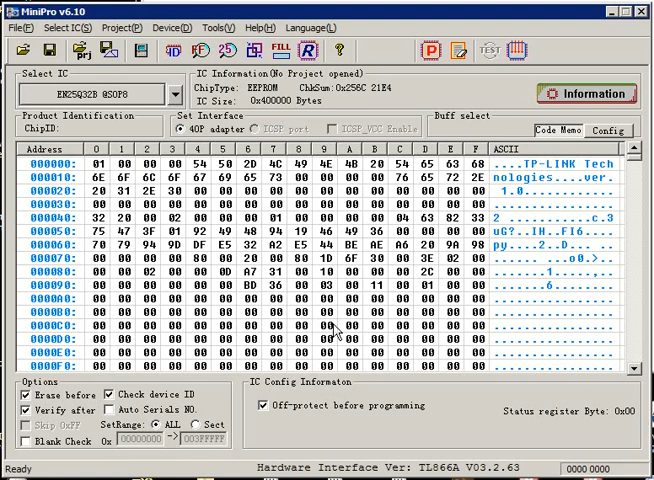 MiniPro v6.10
File(F) Select IC(S) Project(P) Device(D) Tools(V) Help(H) Language(L)
prj ID FF 25 FILL R ? P TEST
Select IC
EN25Q32B @SOP8
IC Information(No Project opened)
ChipType: EEPROM ChkSum:0x256C 21E4
IC Size: 0x400000 Bytes
Information
Product Identification
ChipID:
Set Interface
40P adapter ICSP port ICSP_VCC Enable
Buff select
Code Memo Config
Address 0 1 2 3 4 5 6 7 8 9 A B C D E F ASCII
000000: 01 00 00 00 54 50 2D 4C 49 4E 4B 20 54 65 63 68 ....TP-LINK Tech
000010: 6E 6F 6C 6F 67 69 65 73 00 00 00 00 76 65 72 2E nologies....ver.
000020: 20 31 2E 30 00 00 00 00 00 00 00 00 00 00 00 00 1.0............
000030: 00 00 00 00 00 00 00 00 00 00 00 00 00 00 00 00 ................
000040: 32 20 00 02 00 00 00 01 00 00 00 04 63 82 33 2...........c.3
000050: 75 47 3F 01 92 49 48 94 19 46 49 36 00 00 00 00 uG?..IH..FI6....
000060: 70 79 94 9D DF E5 32 A2 E5 44 BE AE A6 20 9A 98 py....2..D... ..
000070: 00 00 00 00 00 20 00 80 1D 6F 30 00 3E 02 00 ..... ...o0.>..
000080: 00 00 02 00 00 0D A7 31 00 10 00 00 00 2C 00 00 .......1.....,..
000090: 00 00 00 00 00 00 BD 36 00 03 00 11 00 01 00 00 .......6........
0000A0: 00 00 00 00 00 00 00 00 00 00 00 00 00 00 00 00 ................
0000B0: 00 00 00 00 00 00 00 00 00 00 00 00 00 00 00 00 ................
0000C0: 00 00 00 00 00 00 00 00 00 00 00 00 00 00 00 00 ................
0000D0: 00 00 00 00 00 00 00 00 00 00 00 00 00 00 00 00 ................
0000E0: 00 00 00 00 00 00 00 00 00 00 00 00 00 00 00 00 ................
0000F0: 00 00 00 00 00 00 00 00 00 00 00 00 00 00 00 00 ................
Options
Erase before Check device ID
Verify after Auto Serials NO.
Skip 0xFF SetRange: ALL Sect
Blank Check 0x 00000000 -> 003FFFFF
IC Config Informaton
Off-protect before programming
Status register Byte: 0x00
Ready
Hardware Interface Ver: TL866A V03.2.63
0000 0000